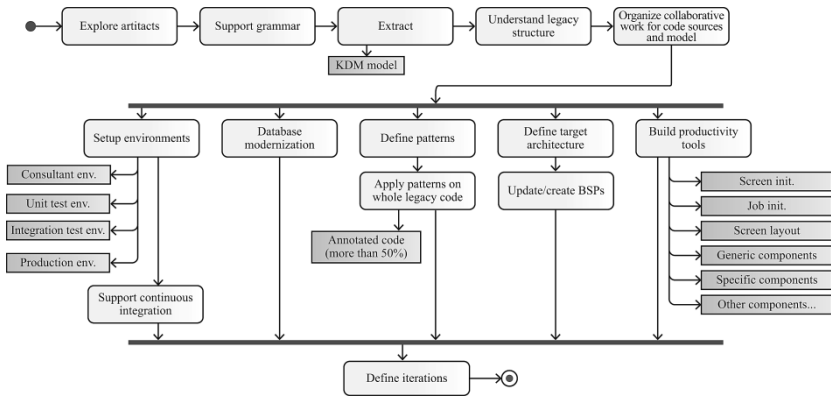 Explore artifacts
Support grammar
Extract
Understand legacy
structure
Organize collaborative
work for code sources
and model
KDM model
Setup environments
Database
modernization
Define patterns
Define target
architecture
Build productivity
tools
Consultant env.
Unit test env.
Integration test env.
Production env.
Support continuous
integration
Apply patterns on
whole legacy code
Annotated code
(more than 50%)
Update/create BSPs
Screen init.
Job init.
Screen layout
Generic components
Specific components
Other components...
Define iterations